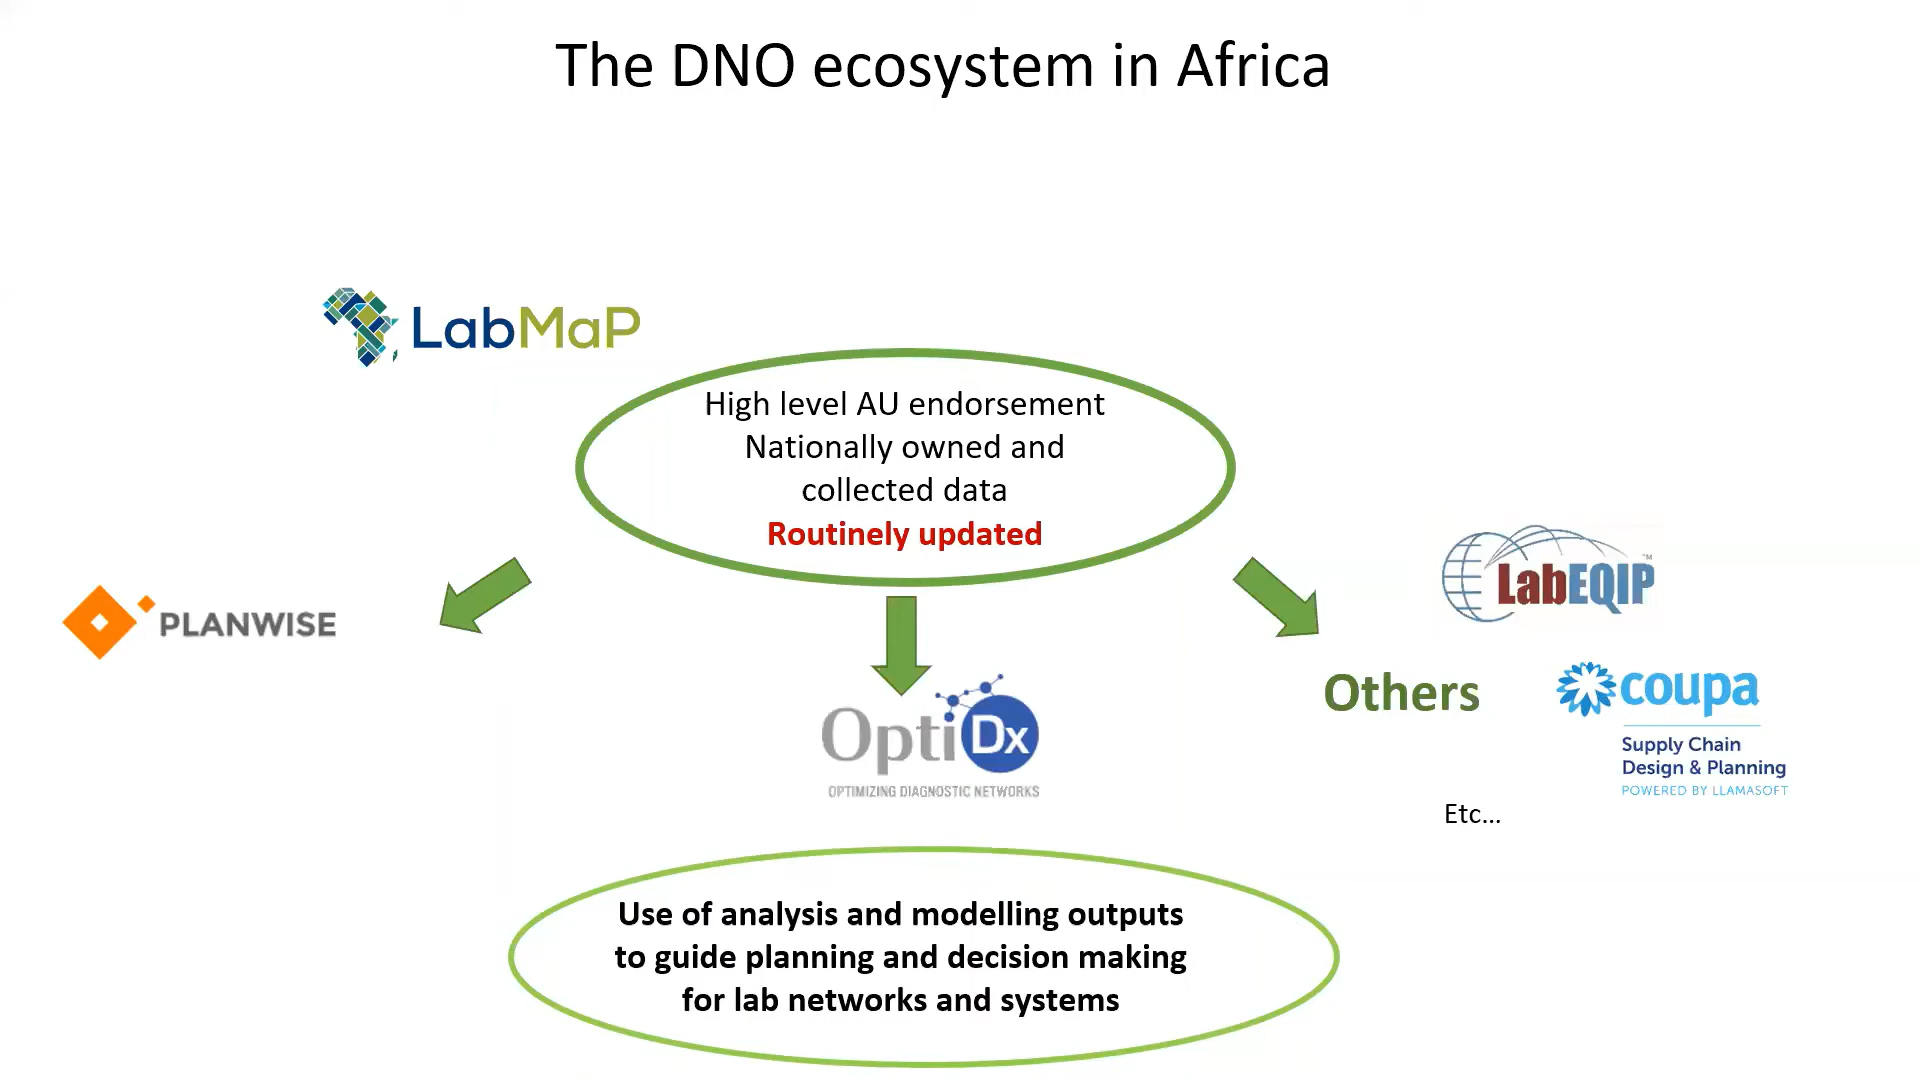 The DNO ecosystem in Africa
LabMaP
High level AU endorsement
Nationally owned and
collected data
Routinely updated
PLANWISE
OptiDx
OPTIMIZING DIAGNOSTIC NETWORKS
LabEQIP™
Others
coupa
Supply Chain
Design & Planning
POWERED BY LLAMASOFT
Etc...
Use of analysis and modelling outputs
to guide planning and decision making
for lab networks and systems